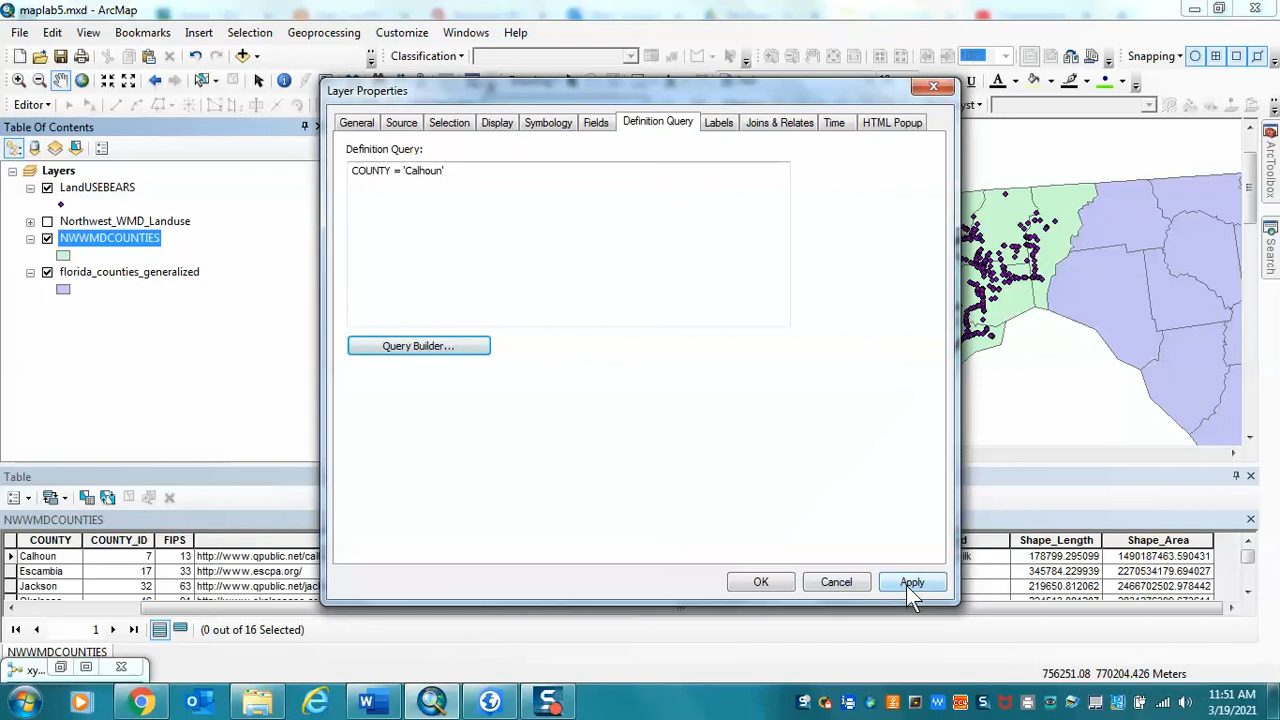 maplab5.mxd - ArcMap
File Edit View Bookmarks Insert Selection Geoprocessing Customize Windows Help
Classification Snapping
Editor
Table Of Contents
Layers
LandUSEBEARS
Northwest_WMD_Landuse
NWWMDCOUNTIES
florida_counties_generalized
Layer Properties
General Source Selection Display Symbology Fields Definition Query Labels Joins & Relates Time HTML Popup
Definition Query:
COUNTY = 'Calhoun'
Query Builder...
OK Cancel Apply
ArcToolbox
Search
Table
NWWMDCOUNTIES
COUNTY COUNTY_ID FIPS Shape_Length Shape_Area
Calhoun 7 13 http://www.qpublic.net/cal 178799.295099 1490187463.590431
Escambia 17 33 http://www.escpa.org/ 345784.229939 2270534179.694027
Jackson 32 63 http://www.qpublic.net/jac 219650.812062 2466702502.978442
1 (0 out of 16 Selected)
NWWMDCOUNTIES
xy...
756251.08 770204.426 Meters
11:51 AM
3/19/2021